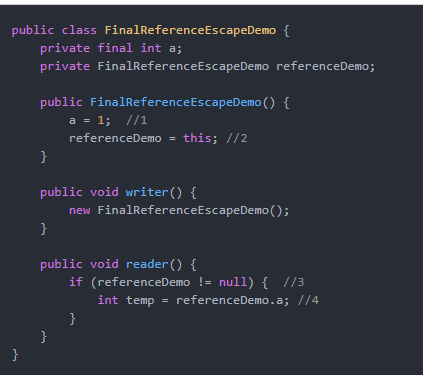 public class FinalReferenceEscapeDemo {
    private final int a;
    private FinalReferenceEscapeDemo referenceDemo;

    public FinalReferenceEscapeDemo() {
        a = 1;  //1
        referenceDemo = this; //2
    }

    public void writer() {
        new FinalReferenceEscapeDemo();
    }

    public void reader() {
        if (referenceDemo != null) {  //3
            int temp = referenceDemo.a; //4
        }
    }
}